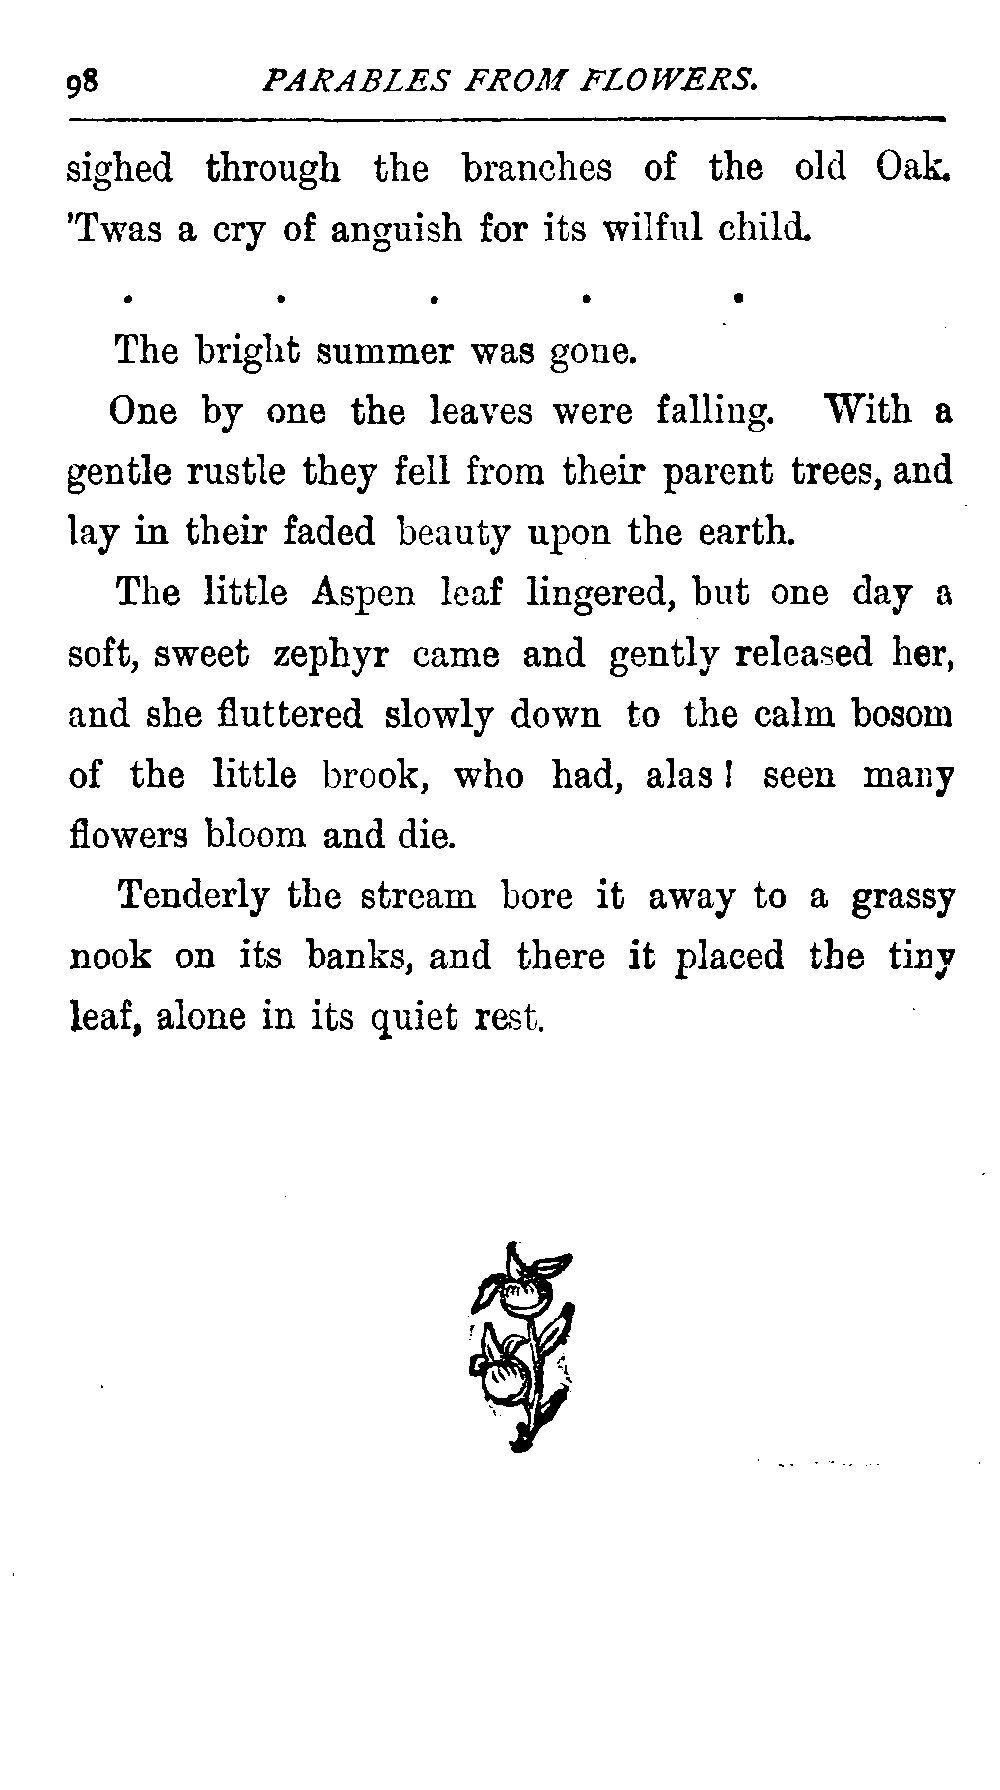 98 PARABLES FROM FLOWERS.
sighed through the branches of the old Oak.
'Twas a cry of anguish for its wilful child.
. . . . .
The bright summer was gone.
One by one the leaves were falling. With a
gentle rustle they fell from their parent trees, and
lay in their faded beauty upon the earth.
The little Aspen leaf lingered, but one day a
soft, sweet zephyr came and gently released her,
and she fluttered slowly down to the calm bosom
of the little brook, who had, alas! seen many
flowers bloom and die.
Tenderly the stream bore it away to a grassy
nook on its banks, and there it placed the tiny
leaf, alone in its quiet rest.